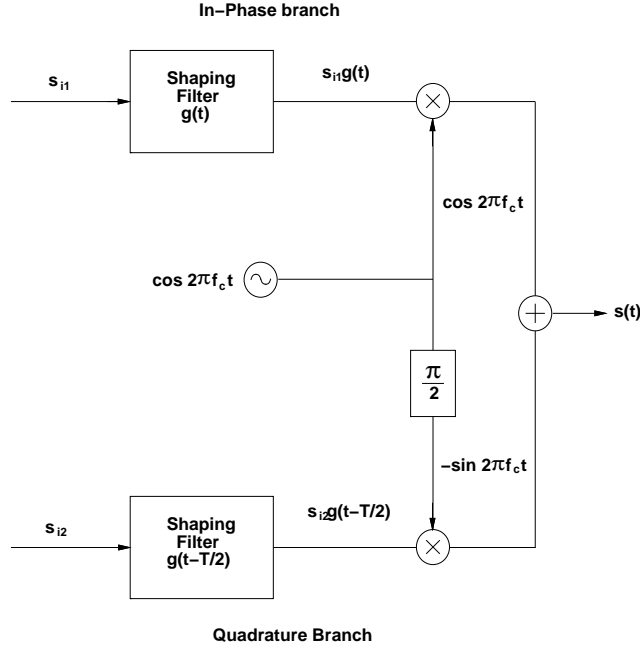 In-Phase branch
s_i1
Shaping
Filter
g(t)
s_i1g(t)
×
cos 2πf_ct
cos 2πf_ct
~
+
s(t)
π
2
-sin 2πf_ct
s_i2
Shaping
Filter
g(t-T/2)
s_i2g(t-T/2)
×
Quadrature Branch